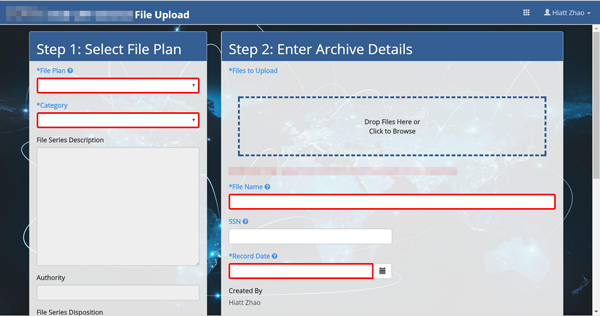 File Upload
Hiatt Zhao
Step 1: Select File Plan
*File Plan
*Category
File Series Description
Authority
File Series Disposition
Step 2: Enter Archive Details
*Files to Upload
Drop Files Here or
Click to Browse
*File Name
SSN
*Record Date
Created By
Hiatt Zhao